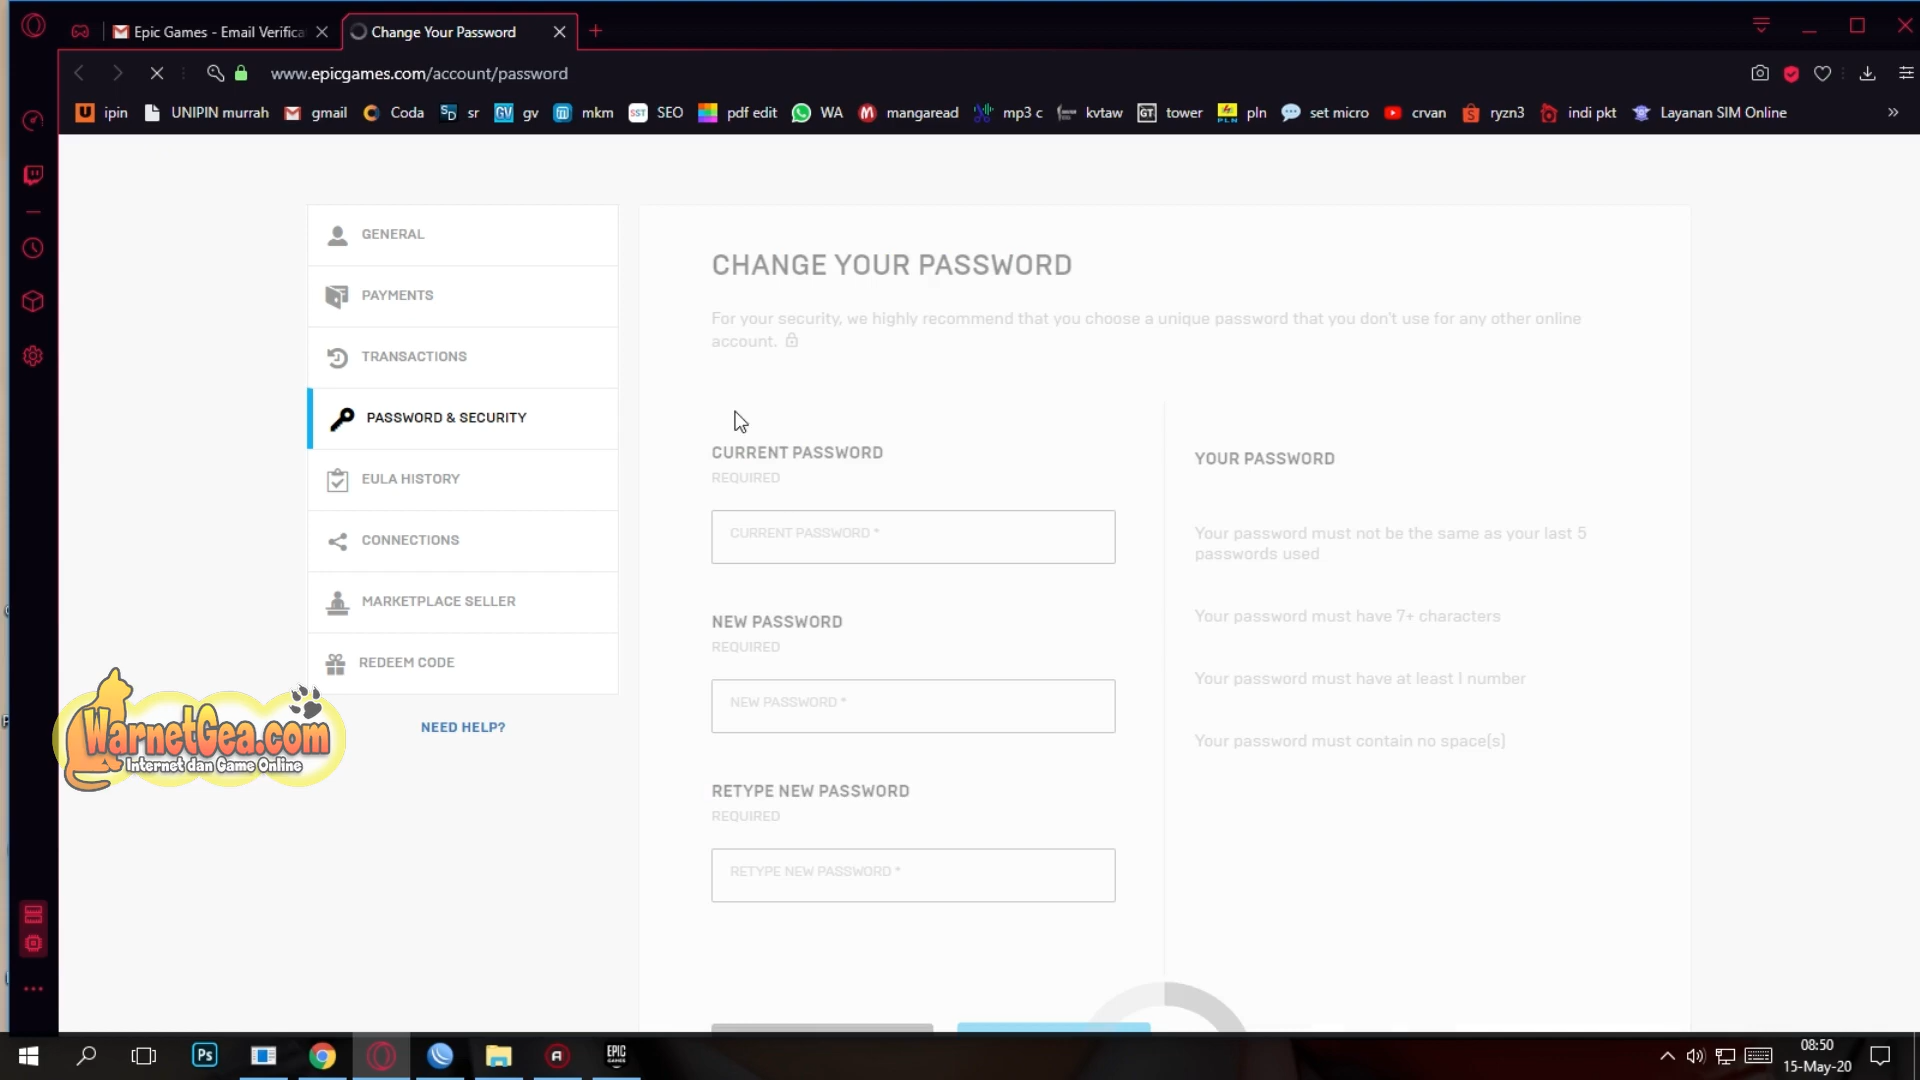 Epic Games - Email Verifica
Change Your Password
www.epicgames.com/account/password
ipin
UNIPIN murrah
gmail
Coda
sr
gv
mkm
SEO
pdf edit
WA
mangaread
mp3 c
kvtaw
tower
pln
set micro
crvan
ryzn3
indi pkt
Layanan SIM Online
»
GENERAL
PAYMENTS
TRANSACTIONS
PASSWORD & SECURITY
EULA HISTORY
CONNECTIONS
MARKETPLACE SELLER
REDEEM CODE
NEED HELP?
WarnetGea.com
Internet dan Game Online
CHANGE YOUR PASSWORD
For your security, we highly recommend that you choose a unique password that you don't use for any other online
account.
CURRENT PASSWORD
REQUIRED
CURRENT PASSWORD *
NEW PASSWORD
REQUIRED
NEW PASSWORD *
RETYPE NEW PASSWORD
REQUIRED
RETYPE NEW PASSWORD *
YOUR PASSWORD
Your password must not be the same as your last 5
passwords used
Your password must have 7+ characters
Your password must have at least 1 number
Your password must contain no space(s)
Ps
EPIC
GAMES
08:50
15-May-20